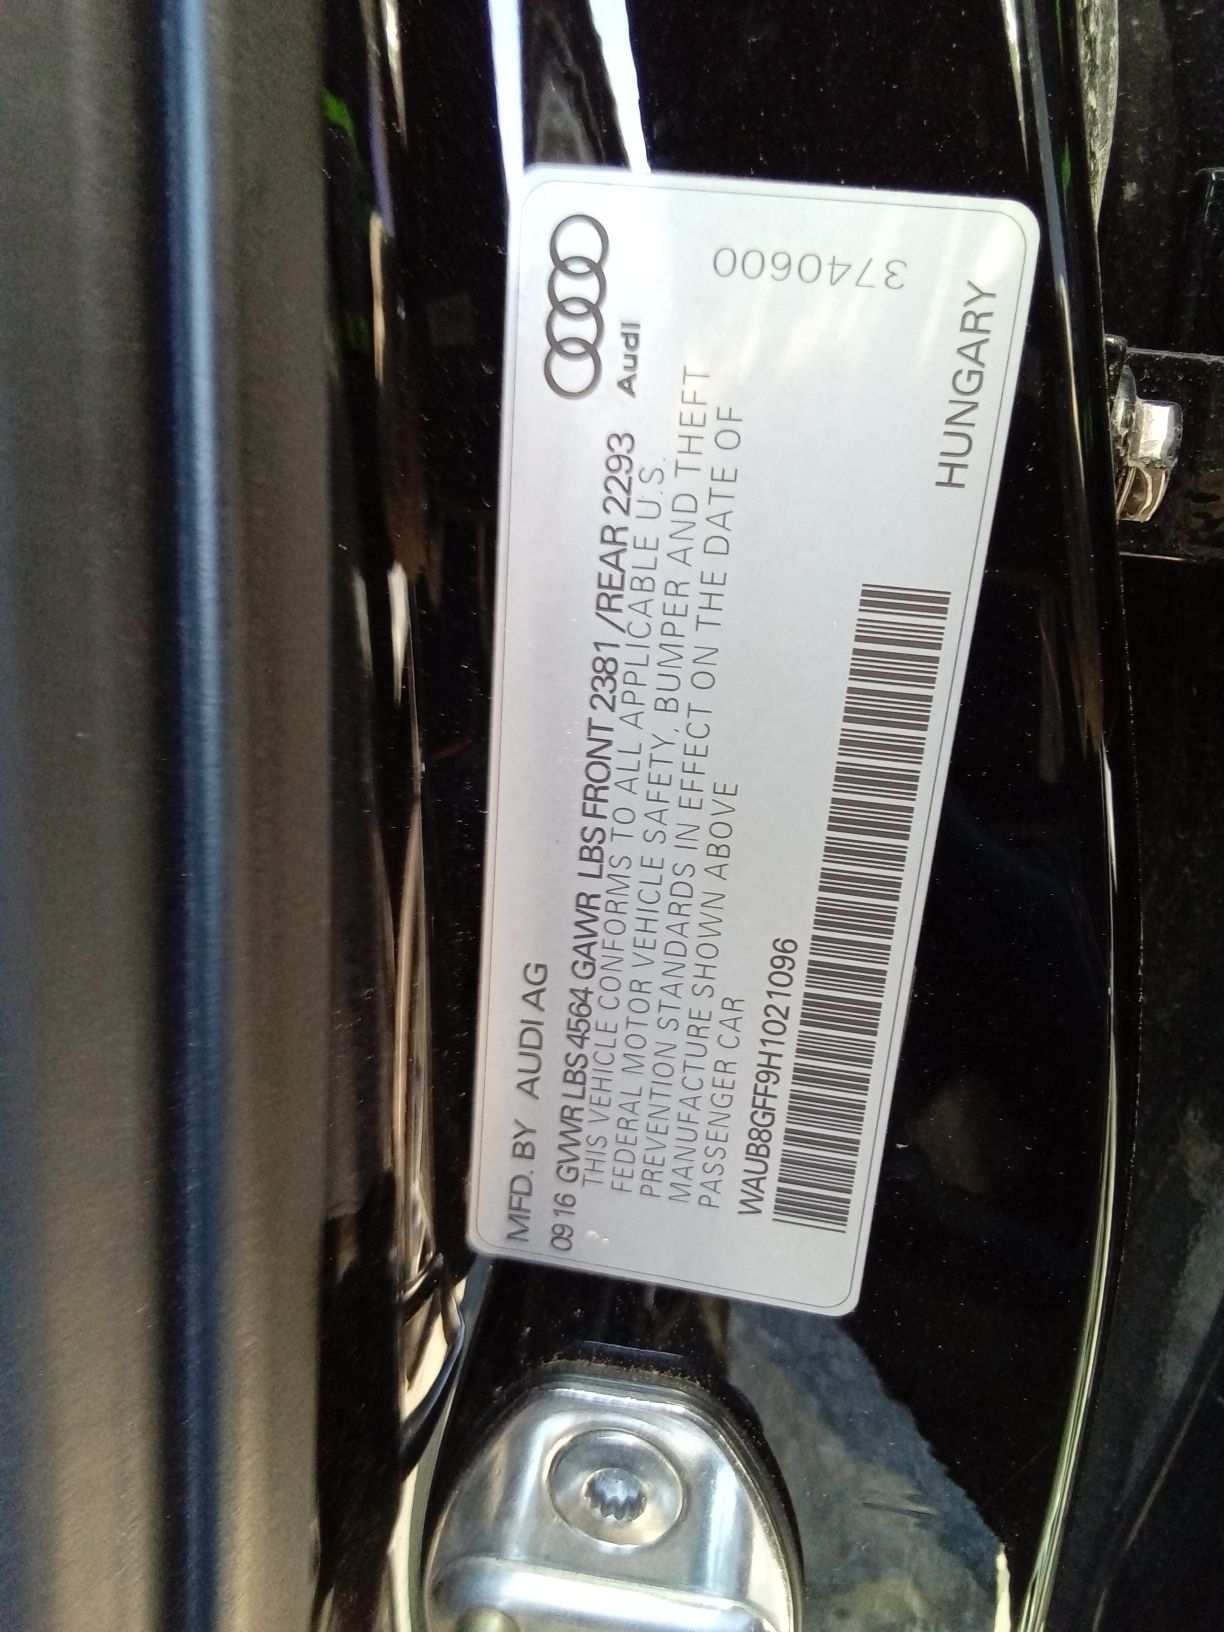 MFD. BY AUDI AG
Audi
09 16 GVWR LBS 4564 GAWR LBS FRONT 2381 / REAR 2293
THIS VEHICLE CONFORMS TO ALL APPLICABLE U.S.
FEDERAL MOTOR VEHICLE SAFETY, BUMPER AND THEFT
PREVENTION STANDARDS IN EFFECT ON THE DATE OF
MANUFACTURE SHOWN ABOVE
PASSENGER CAR
3740600
WAUB8GFF9H1021096
HUNGARY